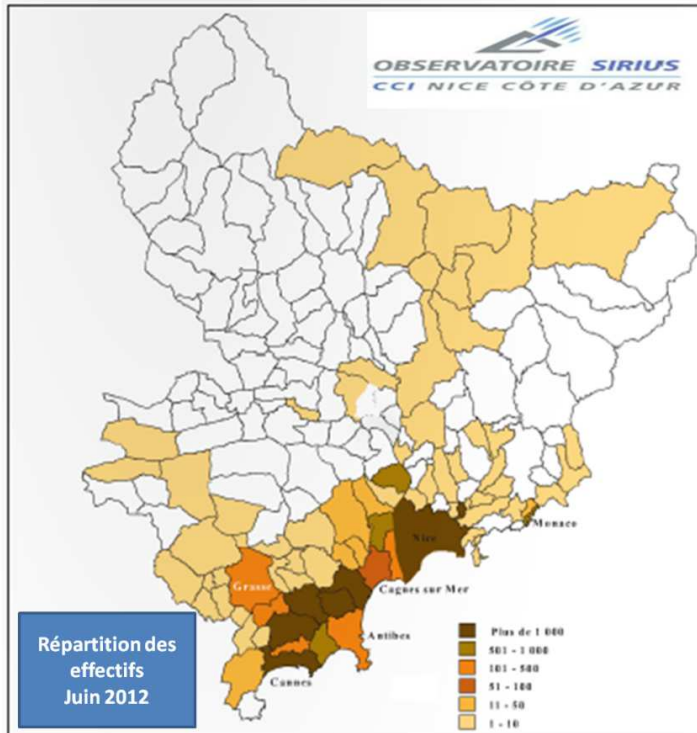 OBSERVATOIRE SIRIUS
CCI NICE CÔTE D'AZUR
Monaco
Nice
Grasse
Cagnes sur Mer
Antibes
Cannes
Répartition des
effectifs
Juin 2012
Plus de 1 000
501 - 1 000
101 - 500
51 - 100
11 - 50
1 - 10